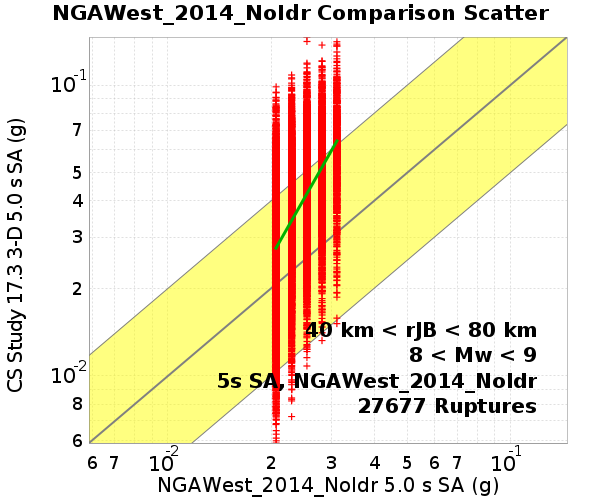 NGAWest_2014_NoIdr Comparison Scatter
CS Study 17.3 3-D 5.0 s SA (g)
10-1
7
5
4
3
2
10-2
8
6
40 km < rJB < 80 km
8 < Mw < 9
5s SA, NGAWest_2014_NoIdr
27677 Ruptures
6 7 10-2 2 3 4 5 6 7 10-1
NGAWest_2014_NoIdr 5.0 s SA (g)